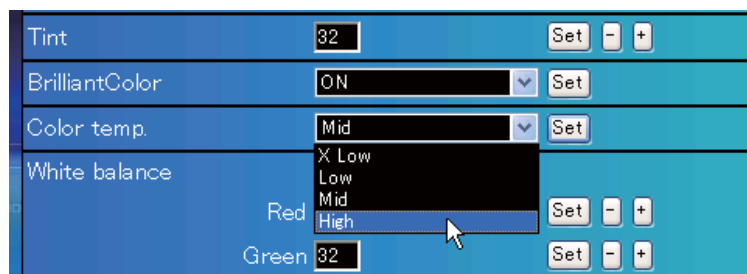 Tint 32 Set - +
BrilliantColor ON Set
Color temp. Mid Set
X Low
White balance Low
Mid
Red High Set - +
Green 32 Set - +